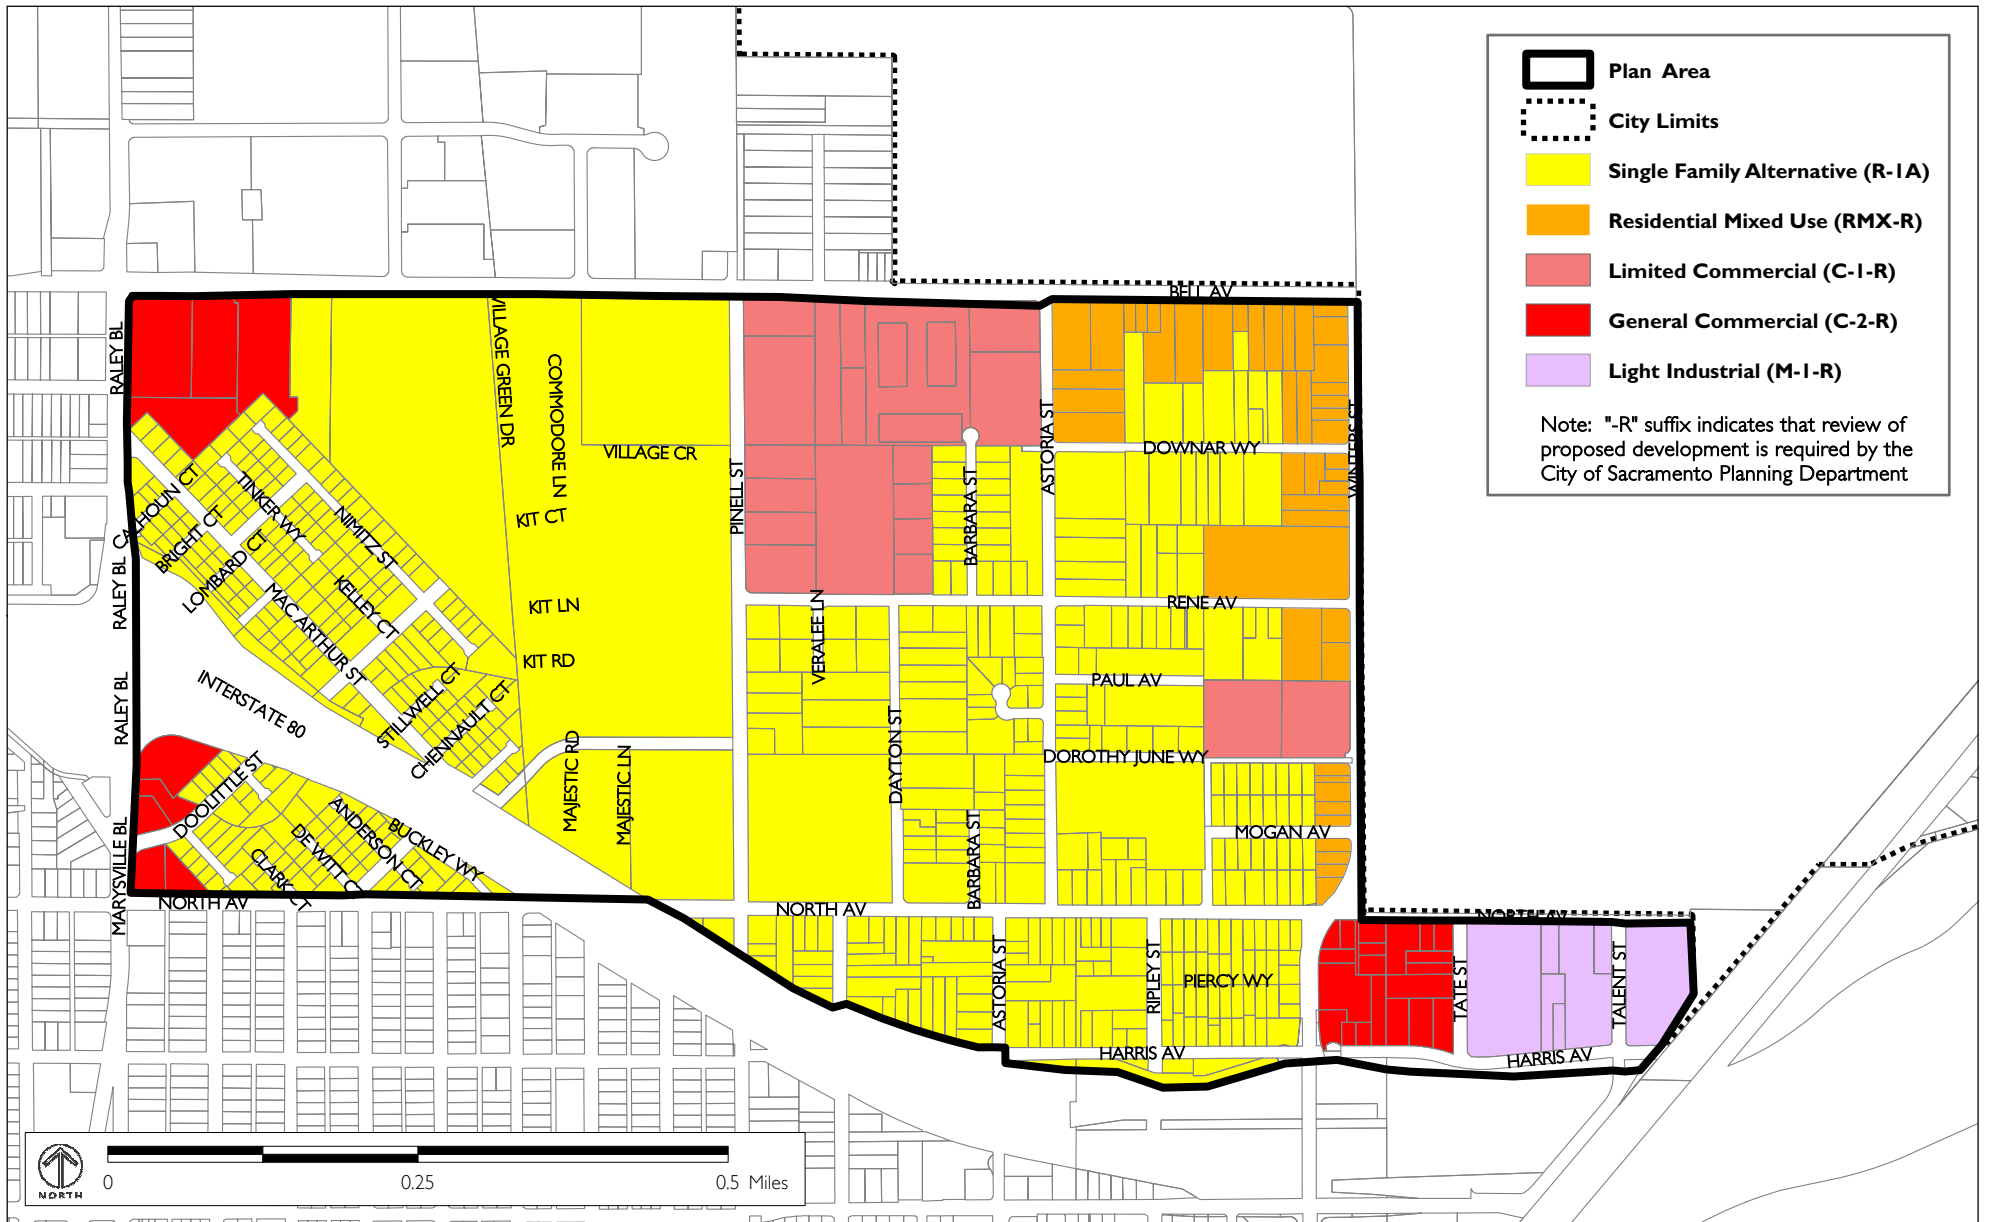 Plan Area
City Limits
Single Family Alternative (R-1A)
Residential Mixed Use (RMX-R)
Limited Commercial (C-1-R)
General Commercial (C-2-R)
Light Industrial (M-1-R)
Note: "-R" suffix indicates that review of
proposed development is required by the
City of Sacramento Planning Department
BELL AV
RALEY BL
VILLAGE GREEN DR
COMMODORE LN
VILLAGE CR
PINELL ST
ASTORIA ST
DOWNAR WY
WINTERS ST
CALHOUN CT
TINKER WY
NIMITZ ST
KIT CT
BARBARA ST
BRIGHT CT
LOMBARD CT
RALEY BL
MAC ARTHUR ST
KELLEY CT
KIT LN
VERALEE LN
RENE AV
KIT RD
PAUL AV
RALEY BL
INTERSTATE 80
STILLWELL CT
CHENNAULT CT
MAJESTIC RD
MAJESTIC LN
DAYTON ST
DOROTHY JUNE WY
DOOLITTLE ST
ANDERSON CT
BUCKLEY WY
DE WITT CT
CLARK CT
BARBARA ST
MOGAN AV
MARYSVILLE BL
NORTH AV
NORTH AV
NORTH AV
ASTORIA ST
RIPLEY ST
PIERCY WY
TATE ST
TALENT ST
HARRIS AV
HARRIS AV
NORTH
0 0.25 0.5 Miles